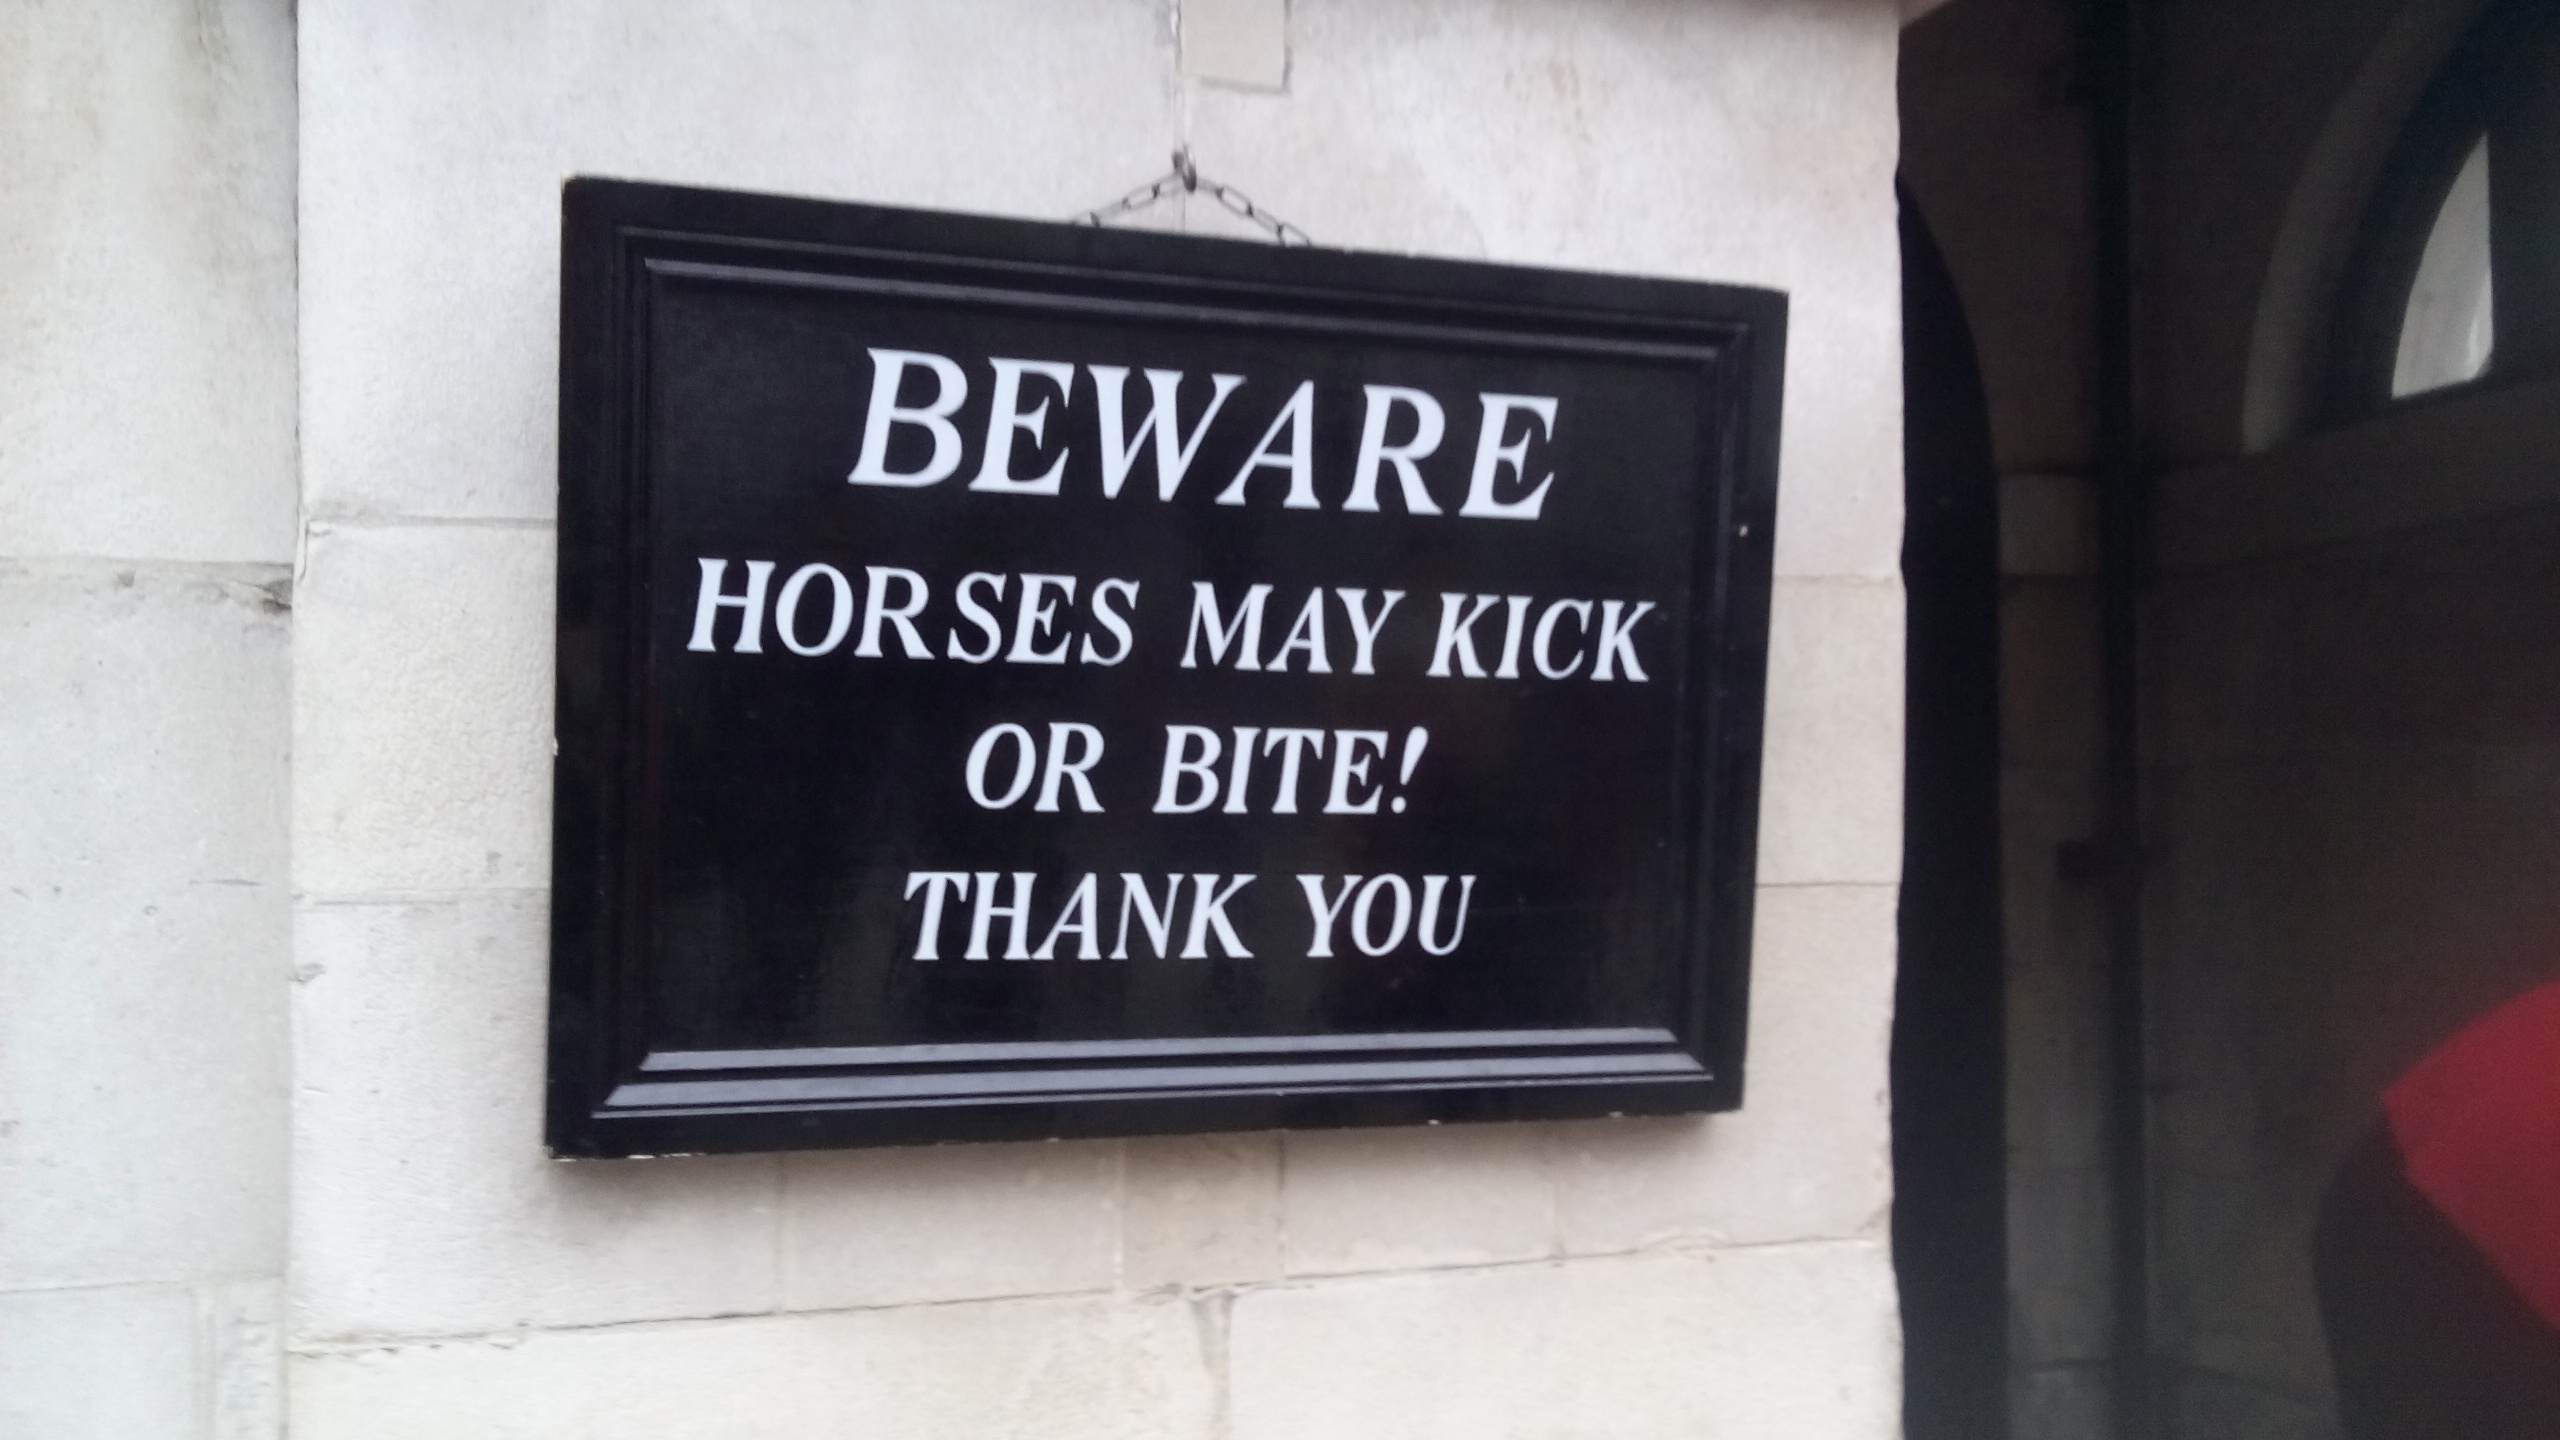 BEWARE
HORSES MAY KICK
OR BITE!
THANK YOU